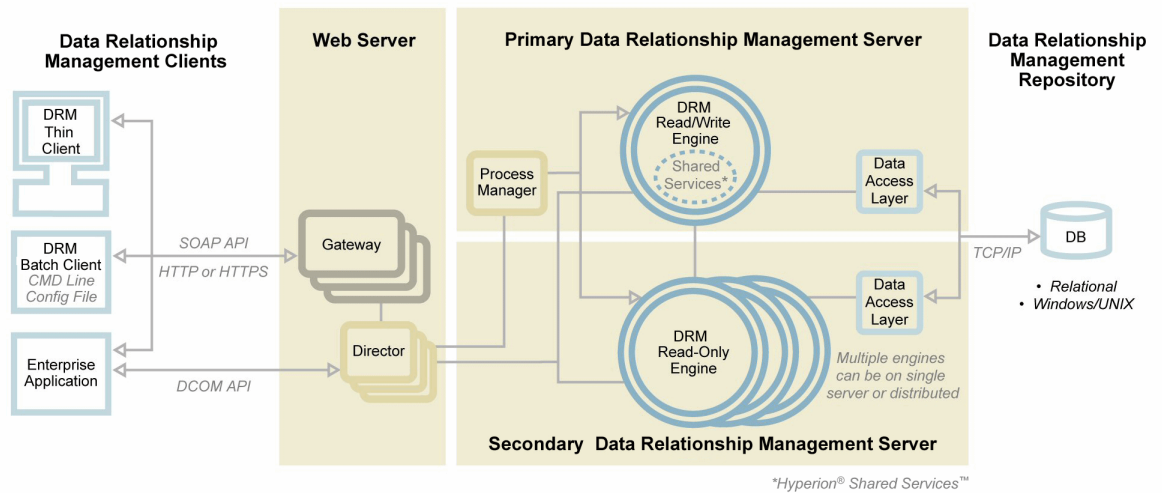 Data Relationship
Management Clients
Web Server
Primary Data Relationship Management Server
Data Relationship
Management
Repository
DRM
Thin
Client
DRM
Read/Write
Engine
Shared
Services*
Process
Manager
Data
Access
Layer
Gateway
SOAP API
HTTP or HTTPS
DRM
Batch Client
CMD Line
Config File
DB
TCP/IP
• Relational
• Windows/UNIX
Data
Access
Layer
Director
DRM
Read-Only
Engine
Enterprise
Application
DCOM API
Multiple engines
can be on single
server or distributed
Secondary Data Relationship Management Server
*Hyperion® Shared Services™